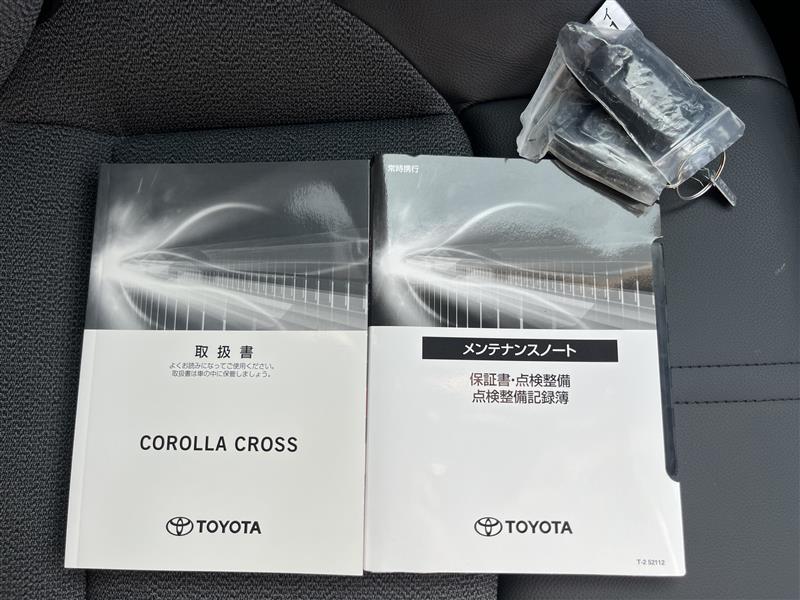 取扱書
よくお読みになってご使用ください。
取扱書は車の中に保管しましょう。
COROLLA CROSS
TOYOTA
常時携行
メンテナンスノート
保証書・点検整備
点検整備記録簿
TOYOTA
T-2 52112